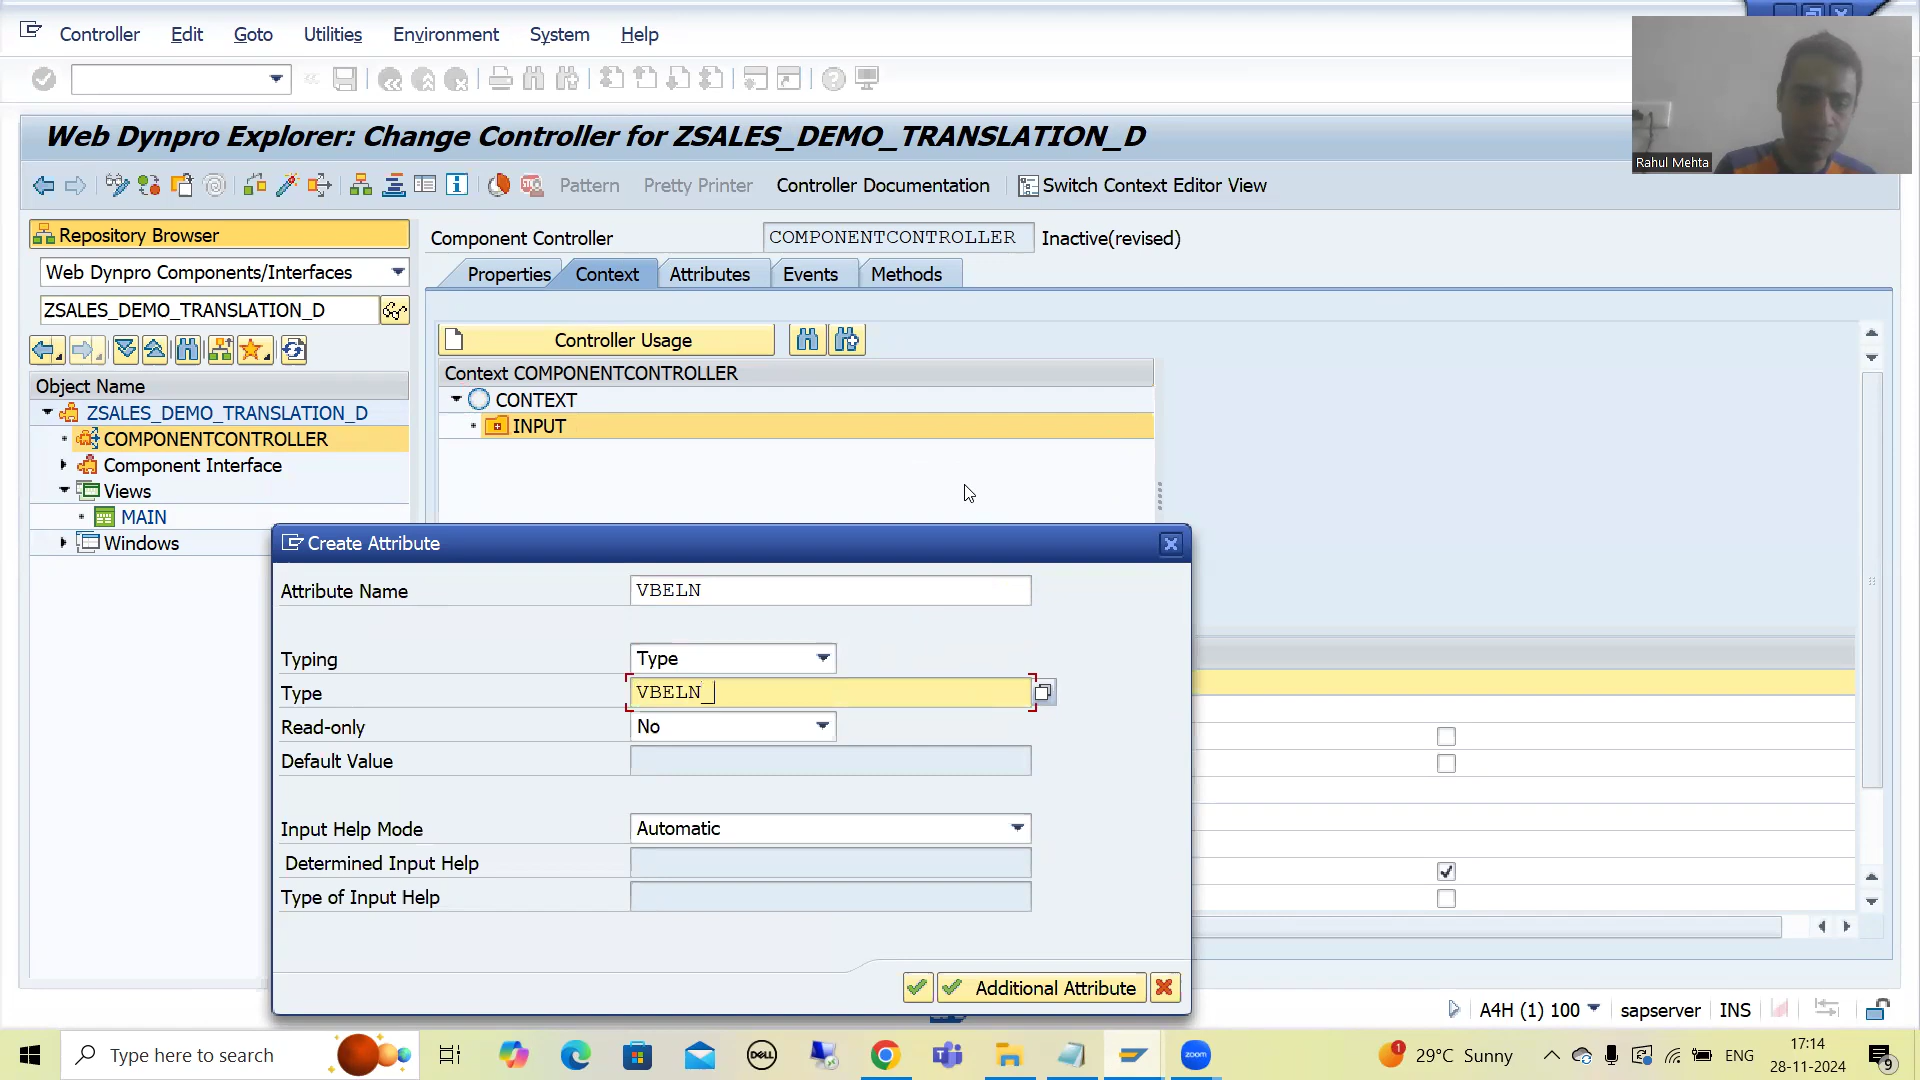 Controller Edit Goto Utilities Environment System Help
Rahul Mehta
Web Dynpro Explorer: Change Controller for ZSALES_DEMO_TRANSLATION_D
Pattern Pretty Printer Controller Documentation Switch Context Editor View
Repository Browser
Web Dynpro Components/Interfaces
ZSALES_DEMO_TRANSLATION_D
Object Name
ZSALES_DEMO_TRANSLATION_D
COMPONENTCONTROLLER
Component Interface
Views
MAIN
Windows
Component Controller COMPONENTCONTROLLER Inactive(revised)
Properties Context Attributes Events Methods
Controller Usage
Context COMPONENTCONTROLLER
CONTEXT
INPUT
Create Attribute
Attribute Name VBELN
Typing Type
Type VBELN_
Read-only No
Default Value
Input Help Mode Automatic
Determined Input Help
Type of Input Help
Additional Attribute
A4H (1) 100 sapserver INS
Type here to search
DELL
zoom
1
29°C Sunny
ENG
17:14
28-11-2024
9